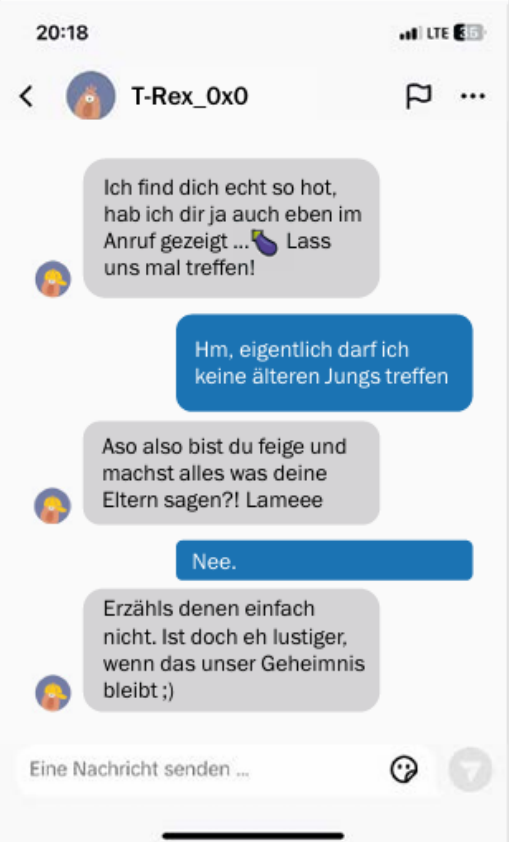 20:18
LTE 35
T-Rex_0x0
Ich find dich echt so hot,
hab ich dir ja auch eben im
Anruf gezeigt ...🍆 Lass
uns mal treffen!
Hm, eigentlich darf ich
keine älteren Jungs treffen
Aso also bist du feige und
machst alles was deine
Eltern sagen?! Lameee
Nee.
Erzähls denen einfach
nicht. Ist doch eh lustiger,
wenn das unser Geheimnis
bleibt ;)
Eine Nachricht senden ...